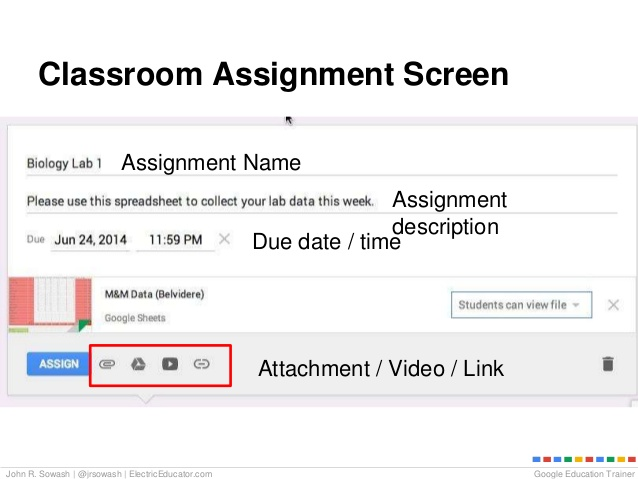 Classroom Assignment Screen
Biology Lab 1 Assignment Name
Please use this spreadsheet to collect your lab data this week. Assignment
description
Due Jun 24, 2014 11:59 PM Due date / time
M&M Data (Belvidere)
Google Sheets
Students can view file
ASSIGN Attachment / Video / Link
John R. Sowash | @jrsowash | ElectricEducator.com Google Education Trainer